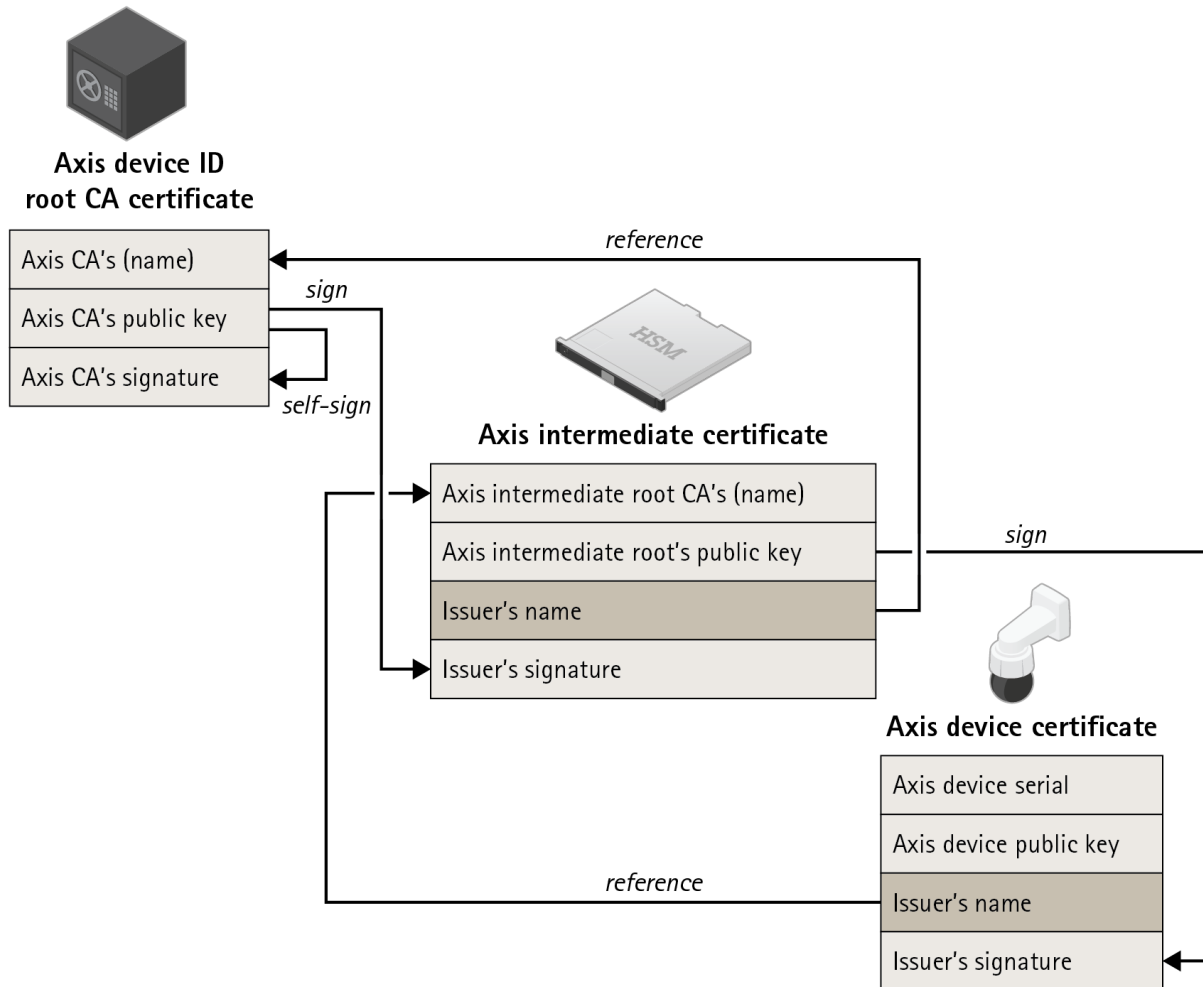 Axis device ID
root CA certificate
Axis CA's (name)
Axis CA's public key
Axis CA's signature
reference
sign
self-sign
HSM
Axis intermediate certificate
Axis intermediate root CA's (name)
Axis intermediate root's public key
Issuer's name
Issuer's signature
sign
Axis device certificate
Axis device serial
Axis device public key
Issuer's name
Issuer's signature
reference